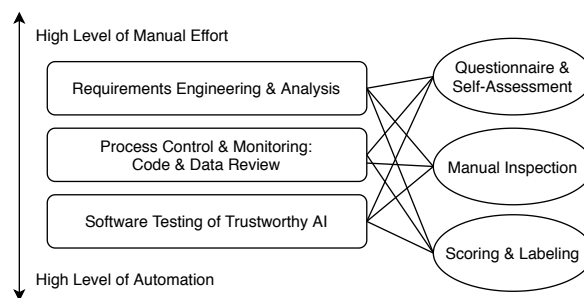 High Level of Manual Effort
Requirements Engineering & Analysis
Process Control & Monitoring:
Code & Data Review
Software Testing of Trustworthy AI
High Level of Automation
Questionnaire &
Self-Assessment
Manual Inspection
Scoring & Labeling